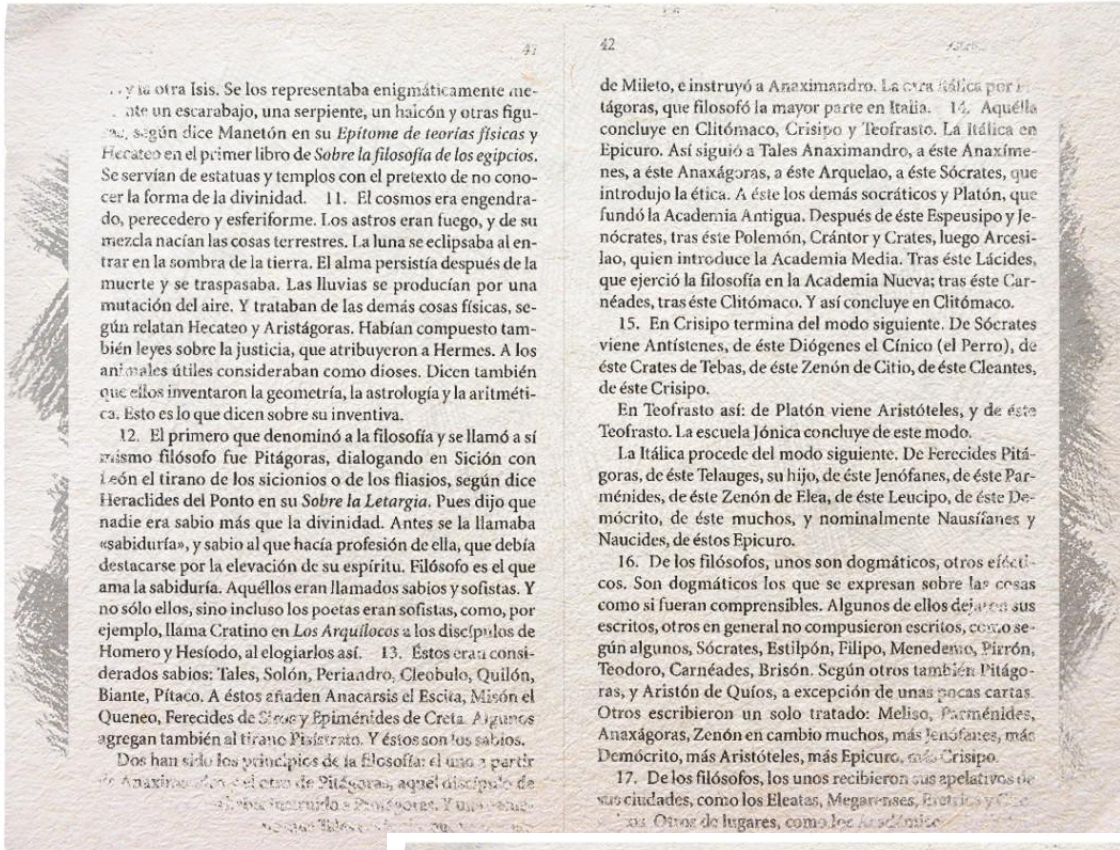 41
y la otra Isis. Se los representaba enigmáticamente me-
un escarabajo, una serpiente, un halcón y otras figu-
según dice Manetón en su Epítome de teorías físicas y
Hecateo en el primer libro de Sobre la filosofía de los egipcios.
Se servían de estatuas y templos con el pretexto de no cono-
cer la forma de la divinidad. 11. El cosmos era engendra-
do, perecedero y esferiforme. Los astros eran fuego, y de su
mezcla nacían las cosas terrestres. La luna se eclipsaba al en-
trar en la sombra de la tierra. El alma persistía después de la
muerte y se traspasaba. Las lluvias se producían por una
mutación del aire. Y trataban de las demás cosas físicas, se-
gún relatan Hecateo y Aristágoras. Habían compuesto tam-
bién leyes sobre la justicia, que atribuyeron a Hermes. A los
animales útiles consideraban como dioses. Dicen también
que ellos inventaron la geometría, la astrología y la aritméti-
ca. Esto es lo que dicen sobre su inventiva.
12. El primero que denominó a la filosofía y se llamó a sí
mismo filósofo fue Pitágoras, dialogando en Sición con
León el tirano de los sicionios o de los fliasios, según dice
Heraclides del Ponto en su Sobre la Letargia. Pues dijo que
nadie era sabio más que la divinidad. Antes se la llamaba
«sabiduría», y sabio al que hacía profesión de ella, que debía
destacarse por la elevación de su espíritu. Filósofo es el que
ama la sabiduría. Aquéllos eran llamados sabios y sofistas. Y
no sólo ellos, sino incluso los poetas eran sofistas, como, por
ejemplo, llama Cratino en Los Arquílocos a los discípulos de
Homero y Hesíodo, al elogiarlos así. 13. Éstos eran consi-
derados sabios: Tales, Solón, Periandro, Cleobulo, Quilón,
Biante, Pítaco. A éstos añaden Anacarsis el Escita, Misón el
Queneo, Ferecides de Siros y Epiménides de Creta. Algunos
agregan también al tirano Pisístrato. Y éstos son los sabios.
Dos han sido los principios de la filosofía: el uno a partir
de Anaximandro y el otro de Pitágoras, aquel discípulo de
42
de Mileto, e instruyó a Anaximandro. La otra itálica por Pi-
tágoras, que filosofó la mayor parte en Italia. 14. Aquélla
concluye en Clitómaco, Crisipo y Teofrasto. La Itálica en
Epicuro. Así siguió a Tales Anaximandro, a éste Anaxíme-
nes, a éste Anaxágoras, a éste Arquelao, a éste Sócrates, que
introdujo la ética. A éste los demás socráticos y Platón, que
fundó la Academia Antigua. Después de éste Espeusipo y Je-
nócrates, tras éste Polemón, Crántor y Crates, luego Arcesi-
lao, quien introduce la Academia Media. Tras éste Lácides,
que ejerció la filosofía en la Academia Nueva; tras éste Car-
néades, tras éste Clitómaco. Y así concluye en Clitómaco.
15. En Crisipo termina del modo siguiente. De Sócrates
viene Antístenes, de éste Diógenes el Cínico (el Perro), de
éste Crates de Tebas, de éste Zenón de Citio, de éste Cleantes,
de éste Crisipo.
En Teofrasto así: de Platón viene Aristóteles, y de éste
Teofrasto. La escuela Jónica concluye de este modo.
La Itálica procede del modo siguiente. De Ferecides Pitá-
goras, de éste Telauges, su hijo, de éste Jenófanes, de éste Par-
ménides, de éste Zenón de Elea, de éste Leucipo, de éste De-
mócrito, de éste muchos, y nominalmente Nausífanes y
Naucides, de éstos Epicuro.
16. De los filósofos, unos son dogmáticos, otros efécti-
cos. Son dogmáticos los que se expresan sobre las cosas
como si fueran comprensibles. Algunos de ellos dejaron sus
escritos, otros en general no compusieron escritos, como se-
gún algunos, Sócrates, Estilpón, Filipo, Menedemo, Pirrón,
Teodoro, Carnéades, Brisón. Según otros también Pitágo-
ras, y Aristón de Quíos, a excepción de unas pocas cartas.
Otros escribieron un solo tratado: Meliso, Parménides,
Anaxágoras, Zenón en cambio muchos, más Jenófanes, más
Demócrito, más Aristóteles, más Epicuro, más Crisipo.
17. De los filósofos, los unos recibieron sus apelativos de
sus ciudades, como los Eleatas, Megarenses, Eretrios y
Otros de lugares, como los